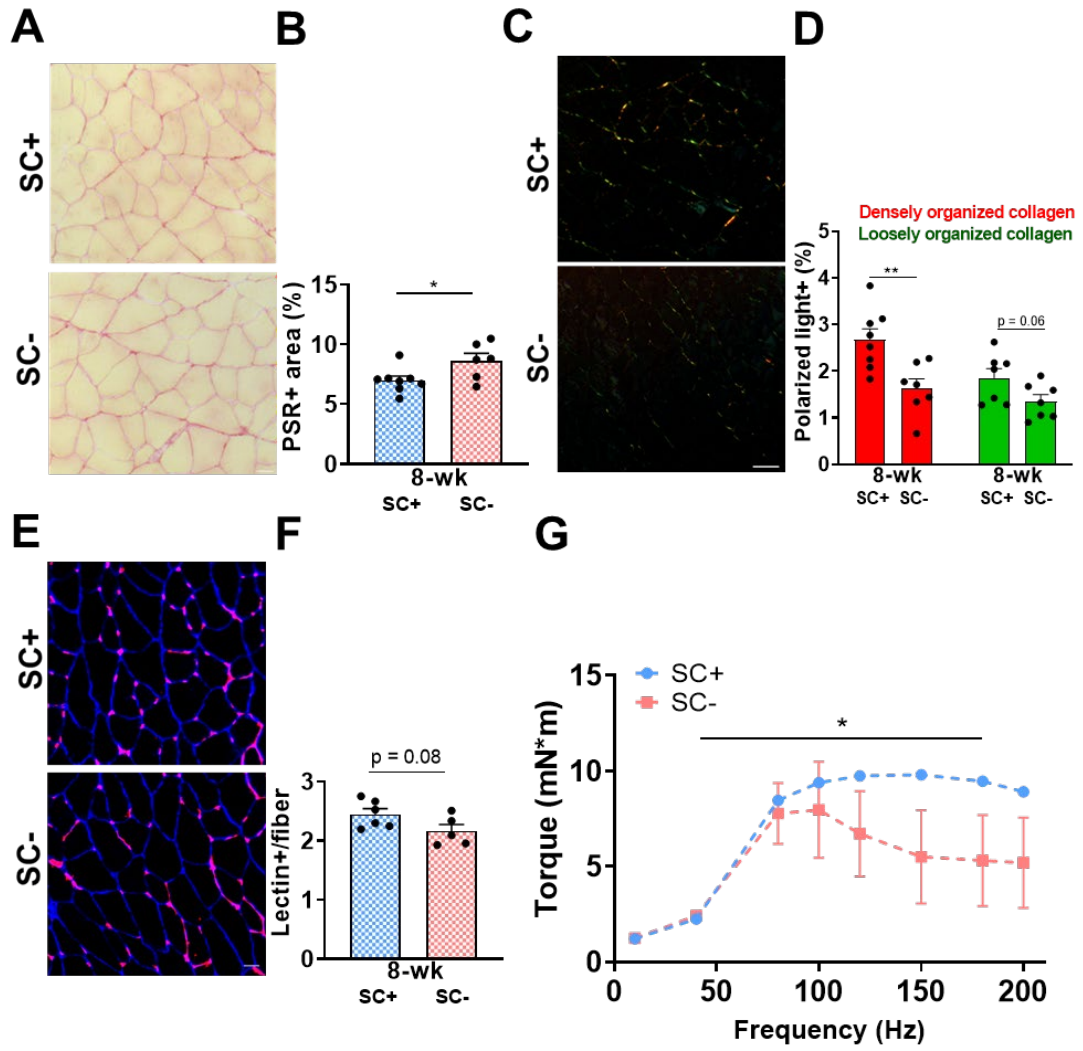 A
SC+
SC-
B
PSR+ area (%)
15
10
5
0
*
8-wk
SC+ SC-
C
SC+
SC-
D
Densely organized collagen
Loosely organized collagen
Polarized light+ (%)
5
4
3
2
1
0
**
p = 0.06
8-wk 8-wk
SC+ SC- SC+ SC-
E
SC+
SC-
F
Lectin+/fiber
3
2
1
0
p = 0.08
8-wk
SC+ SC-
G
SC+
SC-
*
Torque (mN*m)
15
10
5
0
0 50 100 150 200
Frequency (Hz)